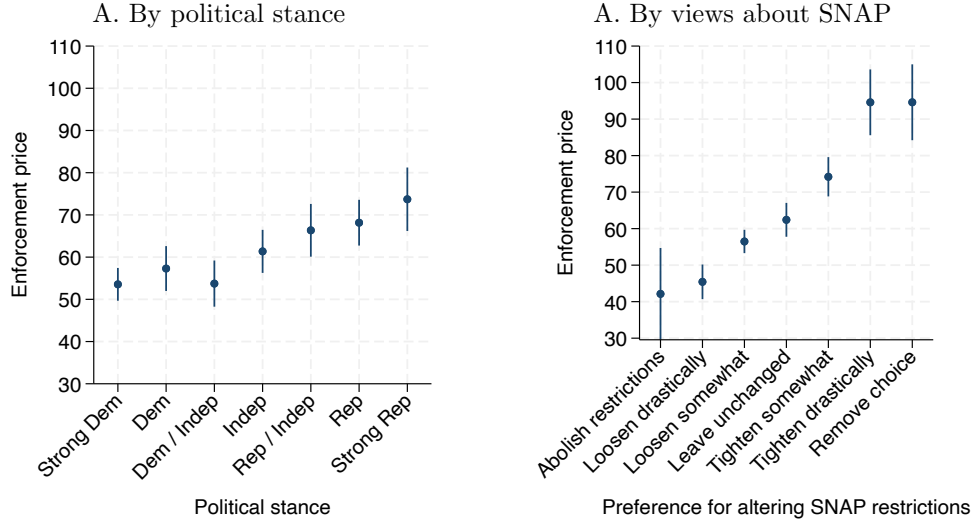 A. By political stance
110
100
90
80
70
60
50
40
30
Enforcement price
Strong Dem
Dem
Dem / Indep
Indep
Rep / Indep
Rep
Strong Rep
Political stance
A. By views about SNAP
110
100
90
80
70
60
50
40
30
Enforcement price
Abolish restrictions
Loosen drastically
Loosen somewhat
Leave unchanged
Tighten somewhat
Tighten drastically
Remove choice
Preference for altering SNAP restrictions